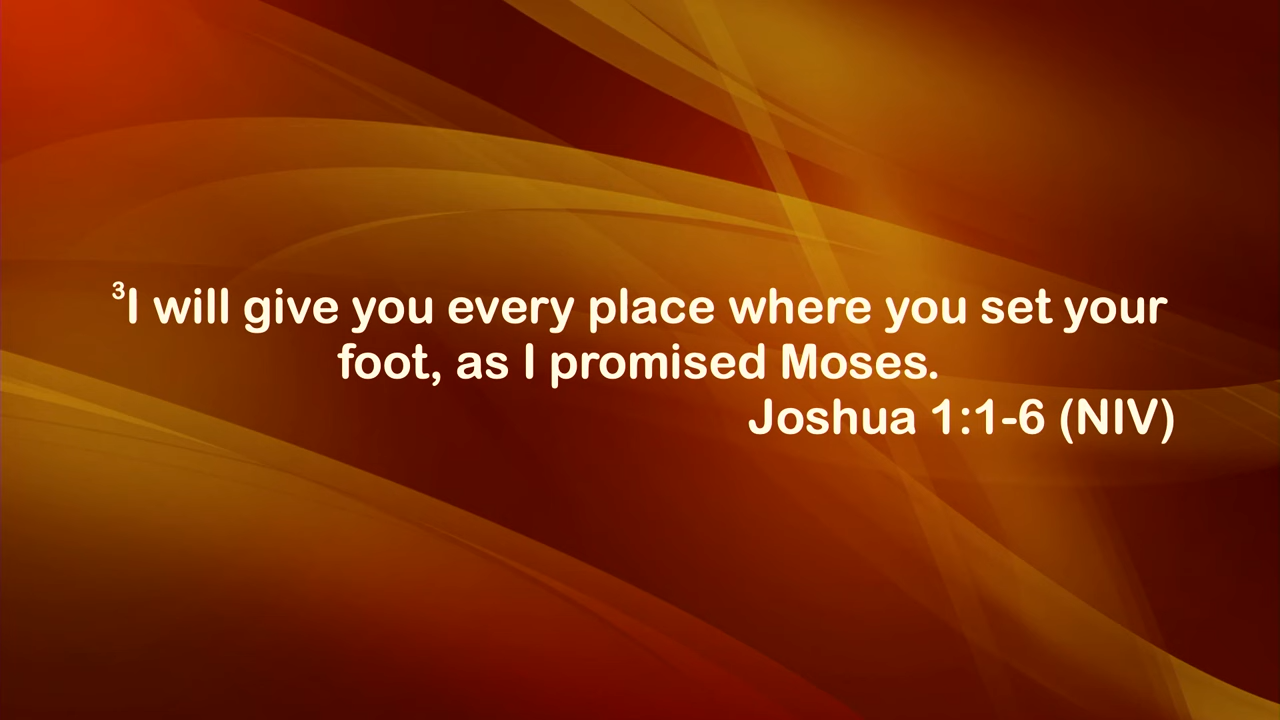 ³I will give you every place where you set your
foot, as I promised Moses.
Joshua 1:1-6 (NIV)